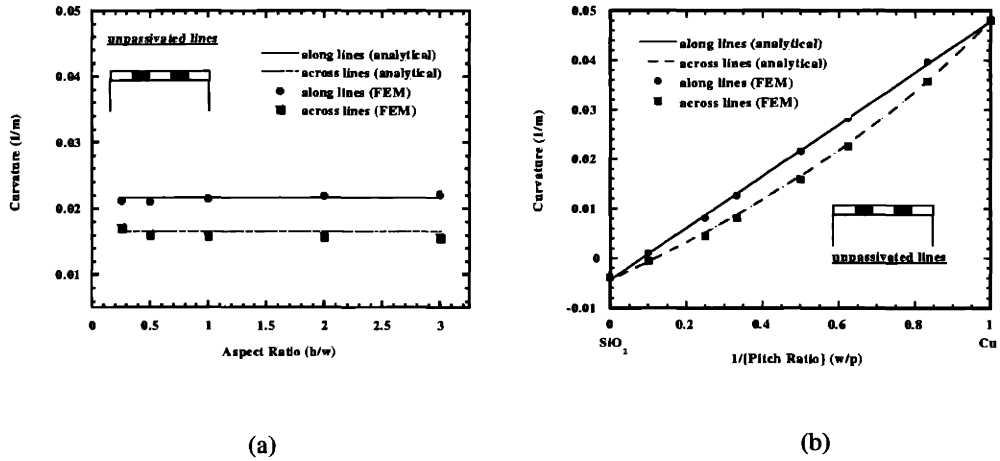 unpassivated lines
along lines (analytical)
across lines (analytical)
along lines (FEM)
across lines (FEM)
Curvature (1/m)
0.05
0.04
0.03
0.02
0.01
0
0.5
1
1.5
2
2.5
3
Aspect Ratio (h/w)
(a)
along lines (analytical)
across lines (analytical)
along lines (FEM)
across lines (FEM)
unpassivated lines
Curvature (1/m)
0.05
0.04
0.03
0.02
0.01
0
-0.01
0
0.2
0.4
0.6
0.8
1
SiO2
Cu
1/{Pitch Ratio} (w/p)
(b)